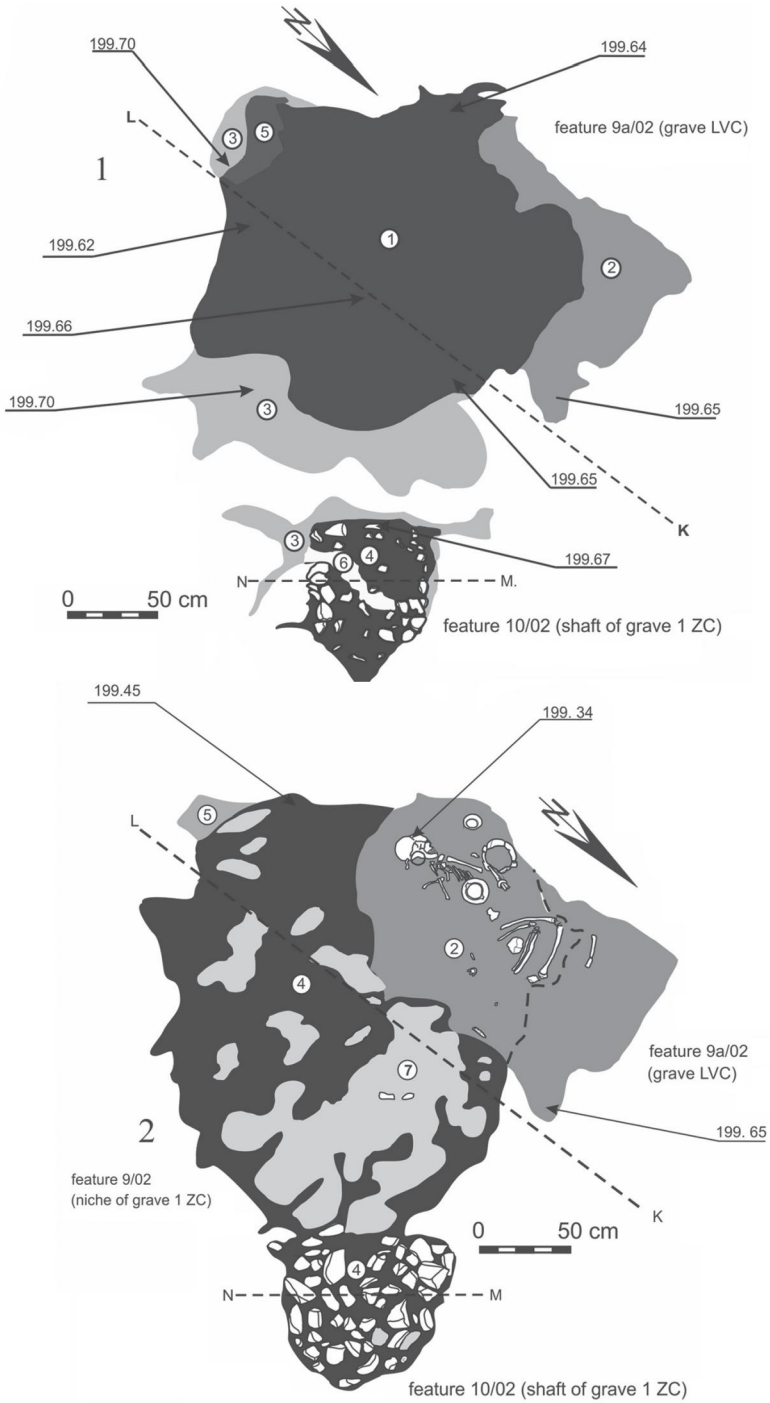 N
199.70
199.64
L
feature 9a/02 (grave LVC)
3
5
1
199.62
1
2
199.66
199.70
3
199.65
199.65
K
3
4
199.67
6
N
M.
0 50 cm
feature 10/02 (shaft of grave 1 ZC)
199.45
199. 34
N
5
L
2
4
feature 9a/02
(grave LVC)
7
2
199. 65
feature 9/02
(niche of grave 1 ZC)
K
0 50 cm
4
N
M
feature 10/02 (shaft of grave 1 ZC)